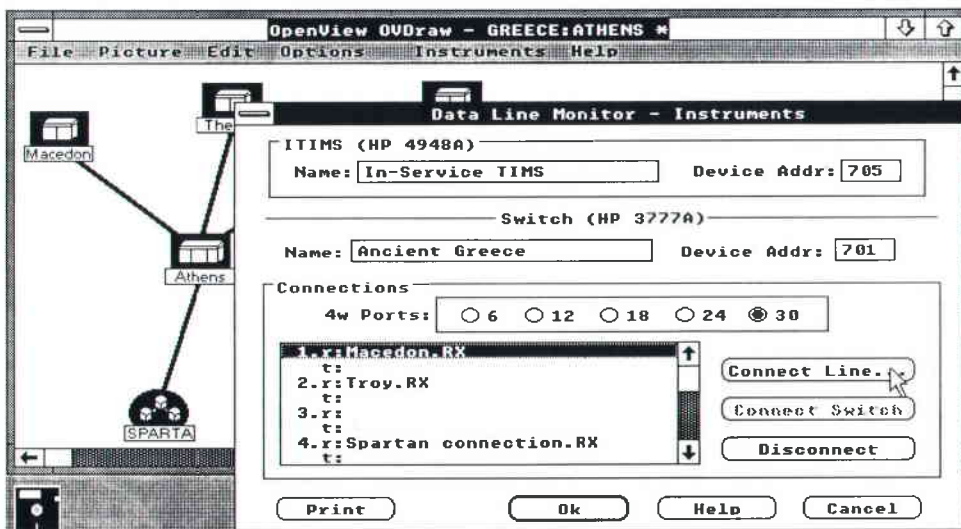 OpenView OVDraw - GREECE:ATHENS *
File Picture Edit Options Instruments Help
Macedon
The
Athens
SPARTA
Data Line Monitor - Instruments
ITIMS (HP 4948A)
Name: In-Service TIMS Device Addr: 705
Switch (HP 3777A)
Name: Ancient Greece Device Addr: 701
Connections
4w Ports: 6 12 18 24 30
1.r:Macedon.RX
t:
2.r:Troy.RX
t:
3.r:
t:
4.r:Spartan connection.RX
t:
Connect Line...
Connect Switch
Disconnect
Print Ok Help Cancel